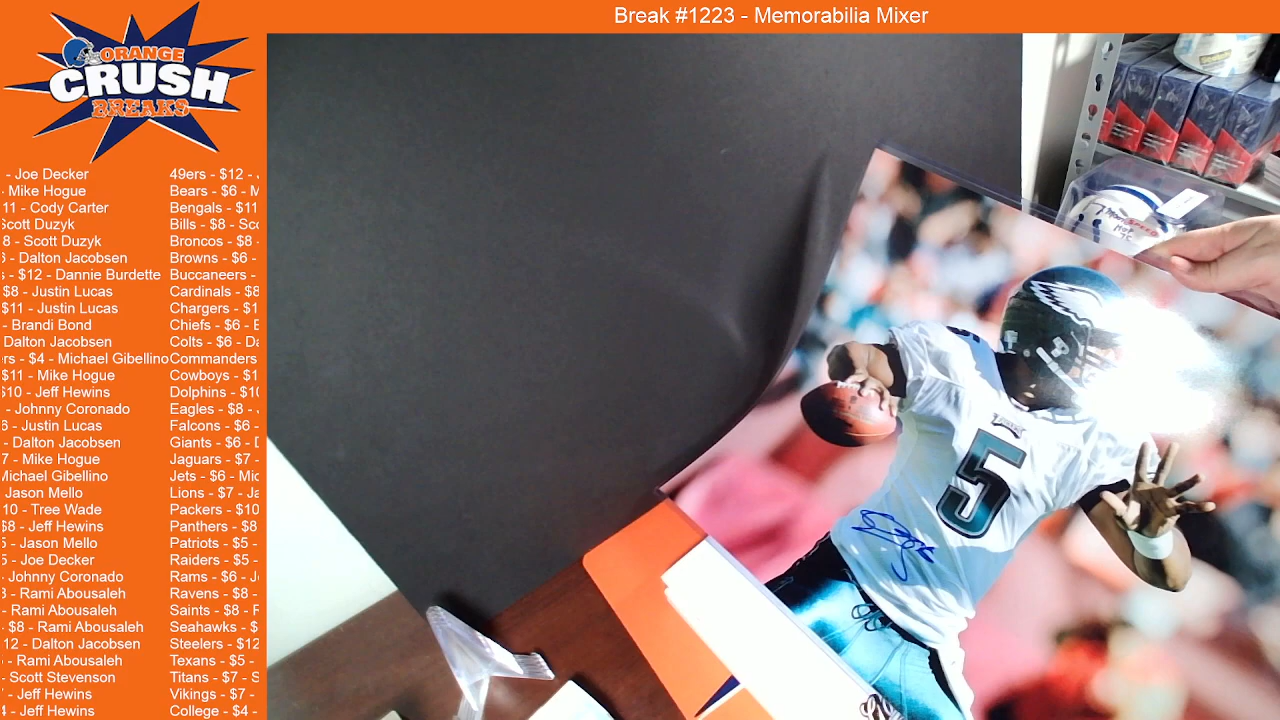 Break #1223 - Memorabilia Mixer
ORANGE
CRUSH
BREAKS
- Joe Decker
- Mike Hogue
11 - Cody Carter
Scott Duzyk
8 - Scott Duzyk
- Dalton Jacobsen
- $12 - Dannie Burdette
$8 - Justin Lucas
$11 - Justin Lucas
- Brandi Bond
Dalton Jacobsen
rs - $4 - Michael Gibellino
$11 - Mike Hogue
$10 - Jeff Hewins
- Johnny Coronado
- Justin Lucas
- Dalton Jacobsen
7 - Mike Hogue
Michael Gibellino
Jason Mello
10 - Tree Wade
$8 - Jeff Hewins
- Jason Mello
- Joe Decker
- Johnny Coronado
- Rami Abousaleh
- Rami Abousaleh
- $8 - Rami Abousaleh
12 - Dalton Jacobsen
- Rami Abousaleh
- Scott Stevenson
- Jeff Hewins
- Jeff Hewins
49ers - $12 -
Bears - $6 - M
Bengals - $11
Bills - $8 - Sco
Broncos - $8 -
Browns - $6 -
Buccaneers -
Cardinals - $8
Chargers - $1
Chiefs - $6 -
Colts - $6 - Da
Commanders
Cowboys - $1
Dolphins - $10
Eagles - $8 -
Falcons - $6 -
Giants - $6 -
Jaguars - $7 -
Jets - $6 - Mic
Lions - $7 - Ja
Packers - $10
Panthers - $8
Patriots - $5 -
Raiders - $5 -
Rams - $6 -
Ravens - $8 -
Saints - $8 -
Seahawks - $
Steelers - $12
Texans - $5 -
Titans - $7 - S
Vikings - $7 -
College - $4 -
5